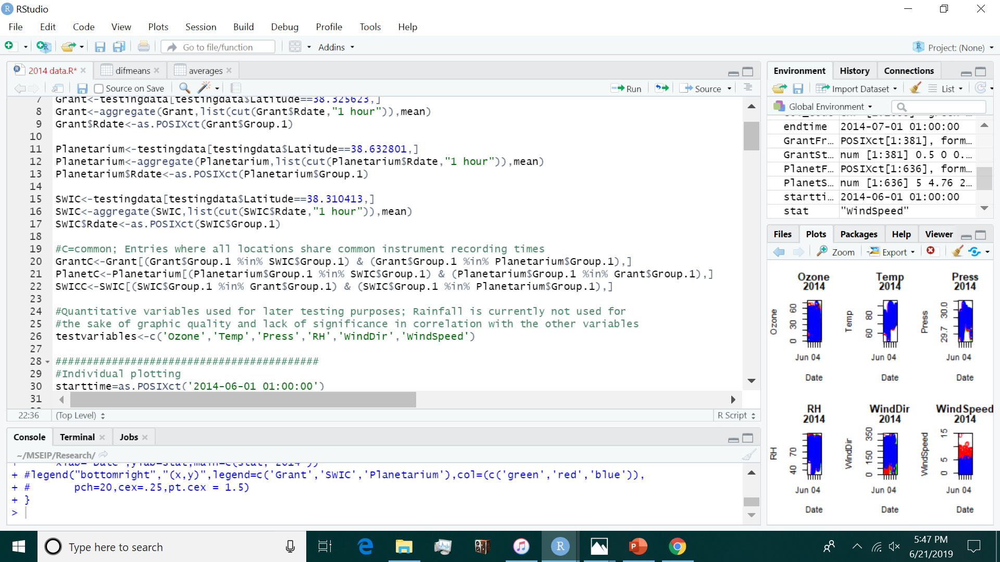 RStudio
File Edit Code View Plots Session Build Debug Profile Tools Help
Go to file/function Addins Project: (None)
2014 data.R* difmeans averages
Source on Save Run Source
7 Grant<-testingdata[testingdata$Latitude==38.325623,]
8 Grant<-aggregate(Grant,list(cut(Grant$Rdate,"1 hour")),mean)
9 Grant$Rdate<-as.POSIXct(Grant$Group.1)
10
11 Planetarium<-testingdata[testingdata$Latitude==38.632801,]
12 Planetarium<-aggregate(Planetarium,list(cut(Planetarium$Rdate,"1 hour")),mean)
13 Planetarium$Rdate<-as.POSIXct(Planetarium$Group.1)
14
15 SWIC<-testingdata[testingdata$Latitude==38.310413,]
16 SWIC<-aggregate(SWIC,list(cut(SWIC$Rdate,"1 hour")),mean)
17 SWIC$Rdate<-as.POSIXct(SWIC$Group.1)
18
19 #C=common; Entries where all locations share common instrument recording times
20 GrantC<-Grant[(Grant$Group.1 %in% SWIC$Group.1) & (Grant$Group.1 %in% Planetarium$Group.1),]
21 PlanetC<-Planetarium[(Planetarium$Group.1 %in% SWIC$Group.1) & (Planetarium$Group.1 %in% Grant$Group.1),]
22 SWICC<-SWIC[(SWIC$Group.1 %in% Grant$Group.1) & (SWIC$Group.1 %in% Planetarium$Group.1),]
23
24 #Quantitative variables used for later testing purposes; Rainfall is currently not used for
25 #the sake of graphic quality and lack of significance in correlation with the other variables
26 testvariables<-c('Ozone','Temp','Press','RH','WindDir','WindSpeed')
27
28 ##########################################
29 #Individual plotting
30 starttime=as.POSIXct('2014-06-01 01:00:00')
31
22:36 (Top Level) R Script
Console Terminal Jobs
~/MSEIP/Research/
+ #legend("bottomright","(x,y)",legend=c('Grant','SWIC','Planetarium'),col=(c('green','red','blue')),
+ # pch=20,cex=.25,pt.cex = 1.5)
+ }
>
Environment History Connections
Import Dataset List
Global Environment
endtime 2014-07-01 01:00:00
GrantFr… POSIXct[1:381], form…
GrantSt… num [1:381] 0.5 0 0.…
PlanetF… POSIXct[1:636], form…
PlanetS… num [1:636] 5 4.76 2…
startti… 2014-06-01 01:00:00
stat "WindSpeed"
Files Plots Packages Help Viewer
Zoom Export
Ozone Temp Press
2014 2014 2014
Ozone 0 30 60 Temp 60 80 Press 29.7 30.0
Jun 04 Jun 04 Jun 04
Date Date Date
RH WindDir WindSpeed
2014 2014 2014
RH 40 70 WindDir 0 150 350 WindSpeed 0 5 15
Jun 04 Jun 04 Jun 04
Date Date Date
Type here to search
5:47 PM
6/21/2019